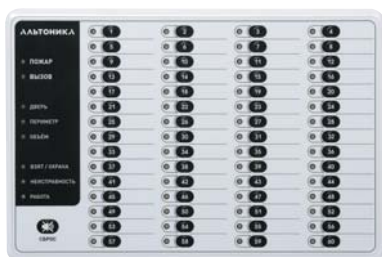 АЛЬТОНИКА
1 2 3 4
5 6 7 8
ПОЖАР 9 10 11 12
ВЫЗОВ 13 14 15 16
17 18 19 20
ДВЕРЬ 21 22 23 24
ПЕРИМЕТР 25 26 27 28
ОБЪЁМ 29 30 31 32
33 34 35 36
ВЗЯТ / ОХРАНА 37 38 39 40
НЕИСПРАВНОСТЬ 41 42 43 44
РАБОТА 45 46 47 48
49 50 51 52
СБРОС 53 54 55 56
57 58 59 60